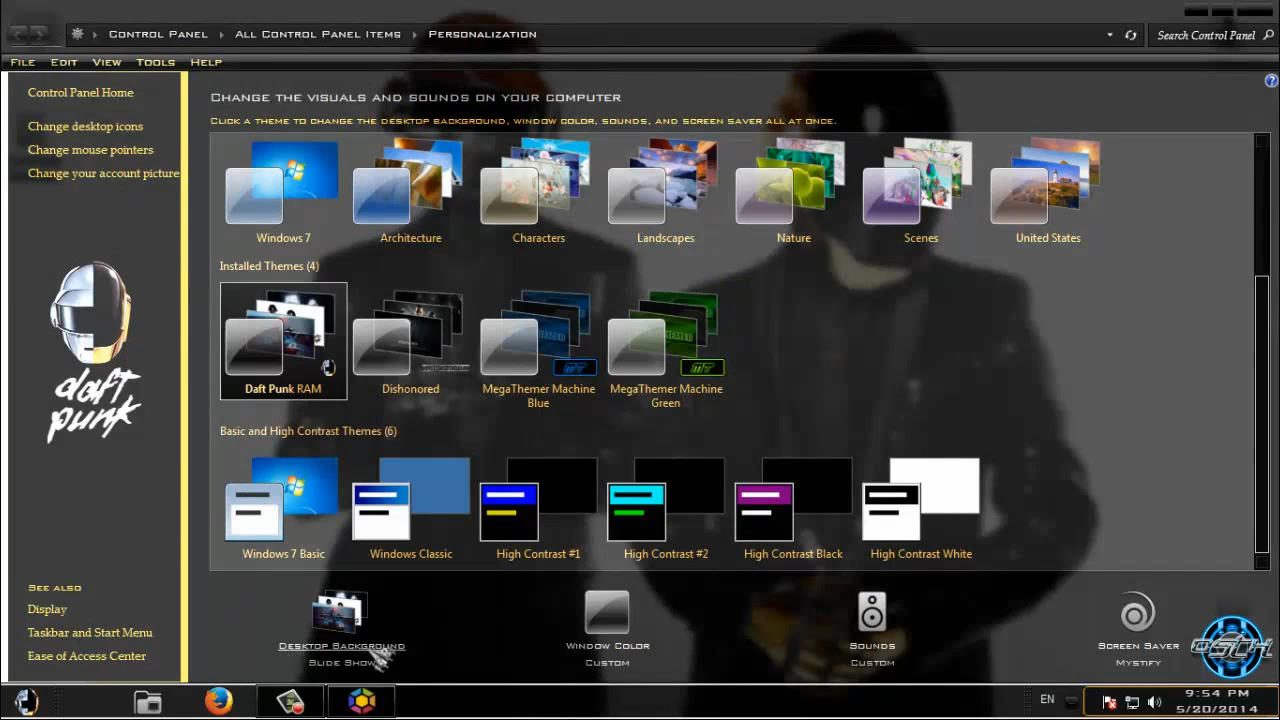 Control Panel All Control Panel Items Personalization Search Control Panel
File Edit View Tools Help
Control Panel Home
Change desktop icons
Change mouse pointers
Change your account picture
daft
punk
See also
Display
Taskbar and Start Menu
Ease of Access Center
Change the visuals and sounds on your computer
Click a theme to change the desktop background, window color, sounds, and screen saver all at once.
Windows 7 Architecture Characters Landscapes Nature Scenes United States
Installed Themes (4)
Daft Punk RAM Dishonored MegaThemer Machine Blue MegaThemer Machine Green
Basic and High Contrast Themes (6)
Windows 7 Basic Windows Classic High Contrast #1 High Contrast #2 High Contrast Black High Contrast White
Desktop Background Window Color Sounds Screen Saver
Slide Show Custom Custom Mystify
EN
9:54 PM
5/20/2014